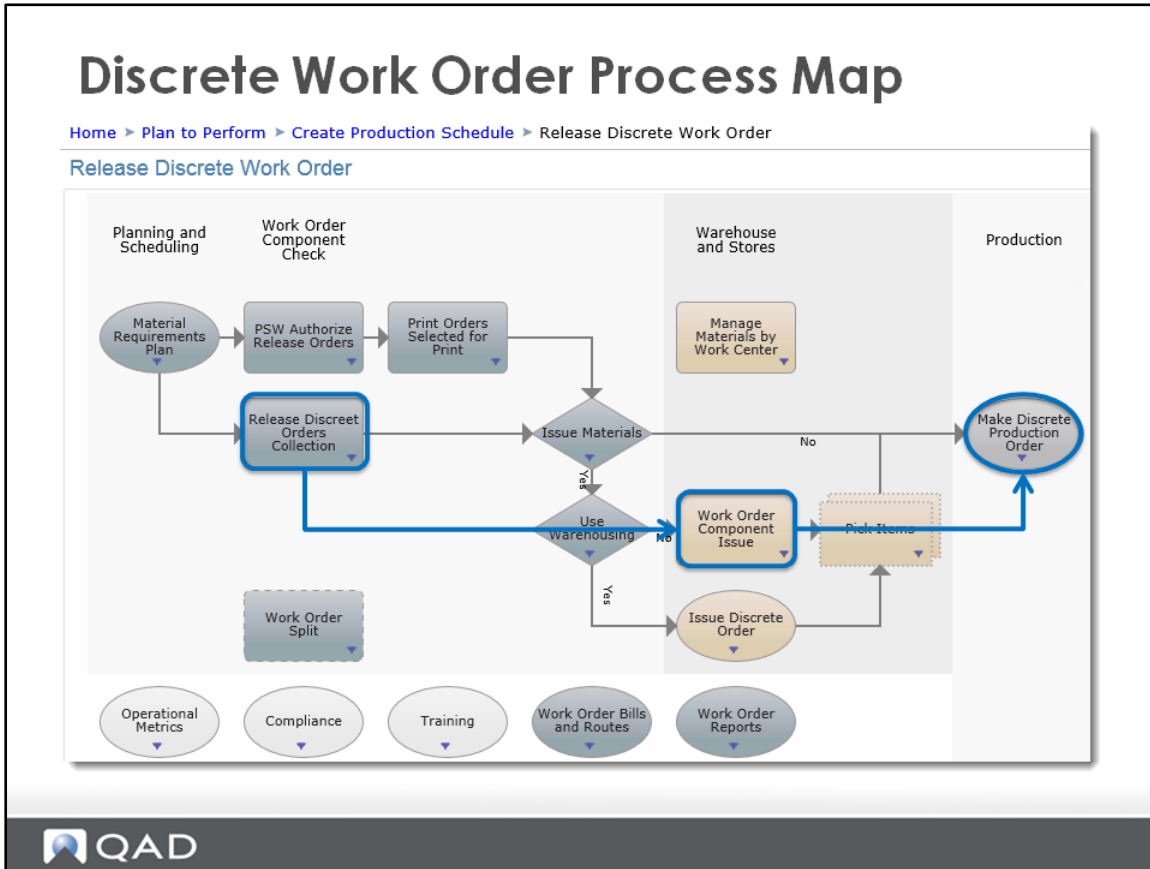 Discrete Work Order Process Map
Home > Plan to Perform > Create Production Schedule > Release Discrete Work Order
Release Discrete Work Order
Planning and
Scheduling
Work Order
Component
Check
Warehouse
and Stores
Production
Material
Requirements
Plan
PSW Authorize
Release Orders
Print Orders
Selected for
Print
Manage
Materials by
Work Center
Release Discreet
Orders
Collection
Issue Materials
No
Make Discrete
Production
Order
Yes
Use
Warehousing
No
Work Order
Component
Issue
Pick Items
Yes
Work Order
Split
Issue Discrete
Order
Operational
Metrics
Compliance
Training
Work Order Bills
and Routes
Work Order
Reports
QAD